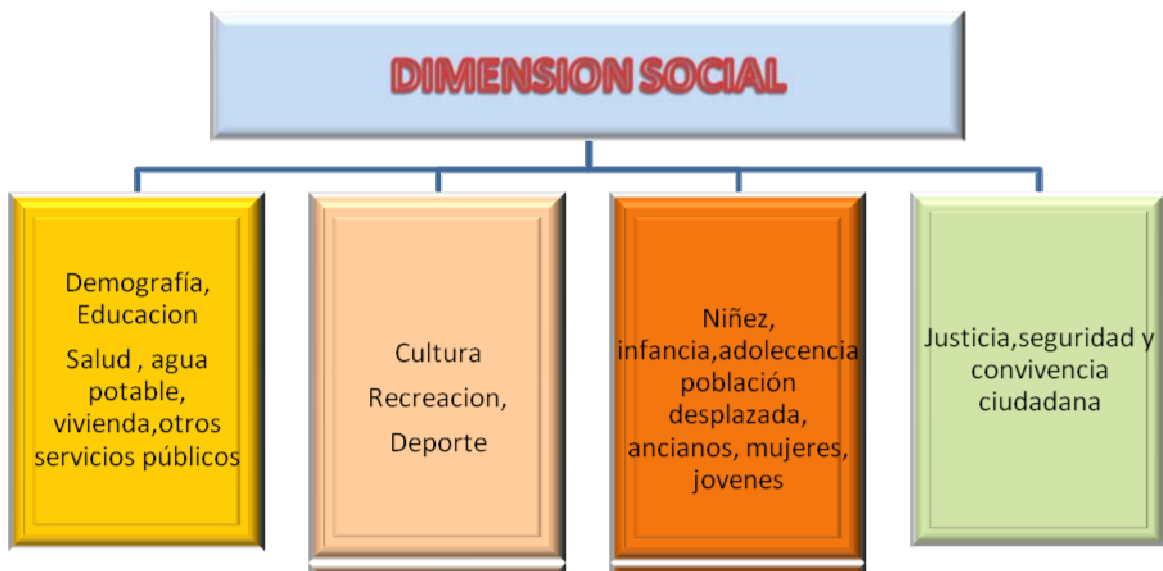 DIMENSION SOCIAL
Demografía,
Educacion
Salud , agua
potable,
vivienda,otros
servicios públicos
Cultura
Recreacion,
Deporte
Niñez,
infancia,adolecencia
población
desplazada,
ancianos, mujeres,
jovenes
Justicia,seguridad y
convivencia
ciudadana